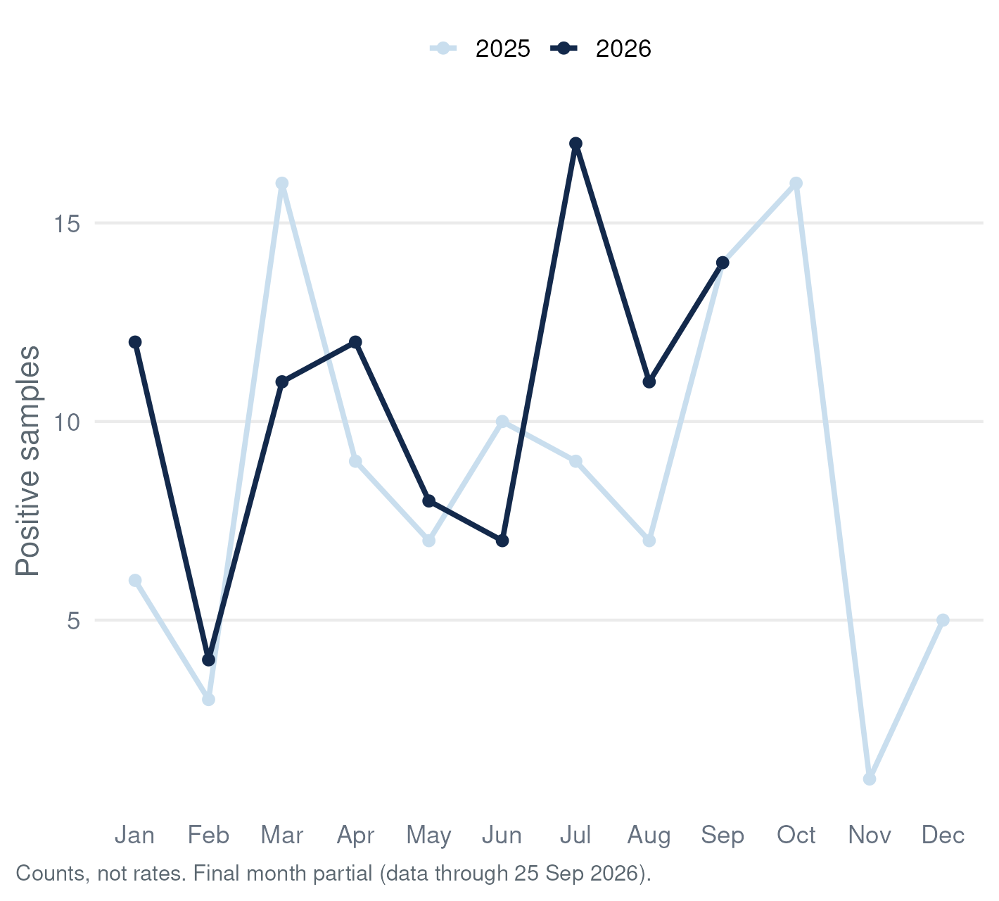 2025 2026
15
10
5
Positive samples
Jan Feb Mar Apr May Jun Jul Aug Sep Oct Nov Dec
Counts, not rates. Final month partial (data through 25 Sep 2026).